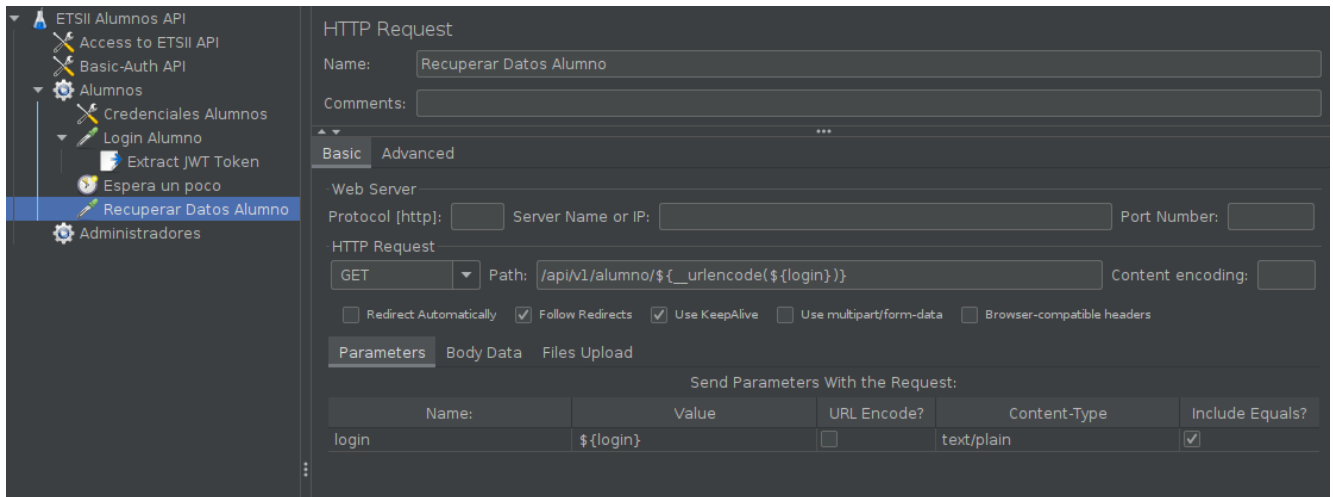 ETSII Alumnos API
Access to ETSII API
Basic-Auth API
Alumnos
Credenciales Alumnos
Login Alumno
Extract JWT Token
Espera un poco
Recuperar Datos Alumno
Administradores
HTTP Request
Name: Recuperar Datos Alumno
Comments:
Basic Advanced
Web Server
Protocol [http]: Server Name or IP: Port Number:
HTTP Request
GET Path: /api/v1/alumno/${__urlencode(${login})} Content encoding:
Redirect Automatically Follow Redirects Use KeepAlive Use multipart/form-data Browser-compatible headers
Parameters Body Data Files Upload
Send Parameters With the Request:
Name: Value URL Encode? Content-Type Include Equals?
login ${login} text/plain